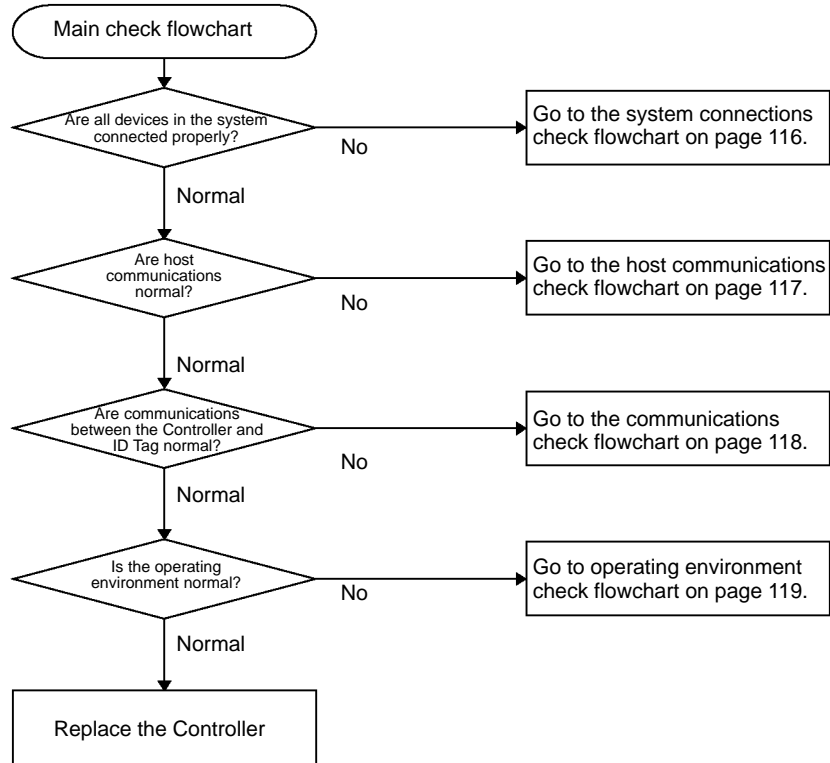 Main check flowchart
Are all devices in the system
connected properly?
No
Go to the system connections
check flowchart on page 116.
Normal
Are host
communications
normal?
No
Go to the host communications
check flowchart on page 117.
Normal
Are communications
between the Controller and
ID Tag normal?
No
Go to the communications
check flowchart on page 118.
Normal
Is the operating
environment normal?
No
Go to operating environment
check flowchart on page 119.
Normal
Replace the Controller